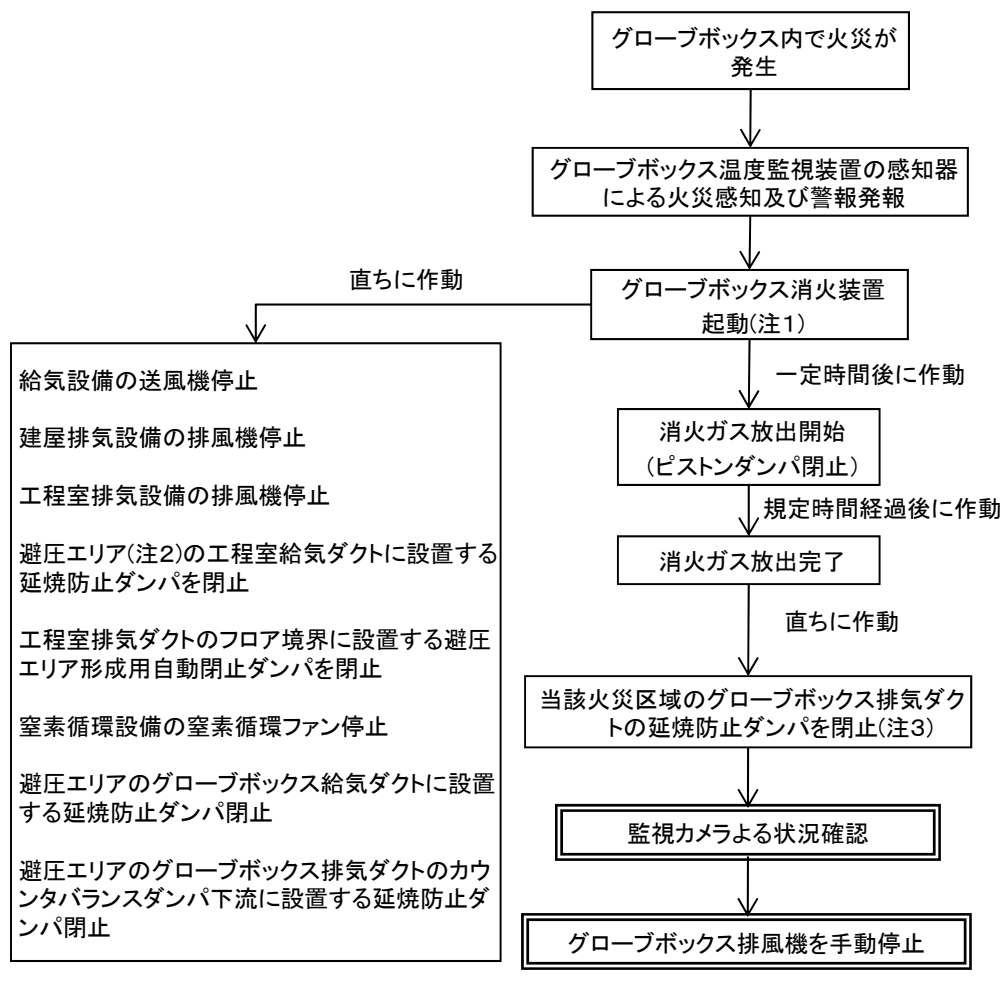 グローブボックス内で火災が
発生
グローブボックス温度監視装置の感知器
による火災感知及び警報発報
直ちに作動
グローブボックス消火装置
起動(注1)
給気設備の送風機停止
建屋排気設備の排風機停止
工程室排気設備の排風機停止
避圧エリア(注2)の工程室給気ダクトに設置する
延焼防止ダンパを閉止
工程室排気ダクトのフロア境界に設置する避圧
エリア形成用自動閉止ダンパを閉止
窒素循環設備の窒素循環ファン停止
避圧エリアのグローブボックス給気ダクトに設置
する延焼防止ダンパ閉止
避圧エリアのグローブボックス排気ダクトのカウ
ンタバランスダンパ下流に設置する延焼防止ダ
ンパ閉止
一定時間後に作動
消火ガス放出開始
(ピストンダンパ閉止)
規定時間経過後に作動
消火ガス放出完了
直ちに作動
当該火災区域のグローブボックス排気ダク
トの延焼防止ダンパを閉止(注3)
監視カメラよる状況確認
グローブボックス排風機を手動停止